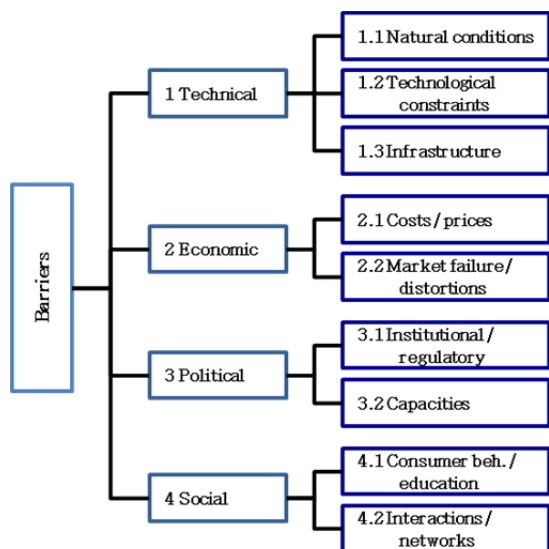 Barriers
1 Technical
1.1 Natural conditions
1.2 Technological
constraints
1.3 Infrastructure
2 Economic
2.1 Costs/prices
2.2 Market failure/
distortions
3 Political
3.1 Institutional/
regulatory
3.2 Capacities
4 Social
4.1 Consumer beh./
education
4.2 Interactions/
networks